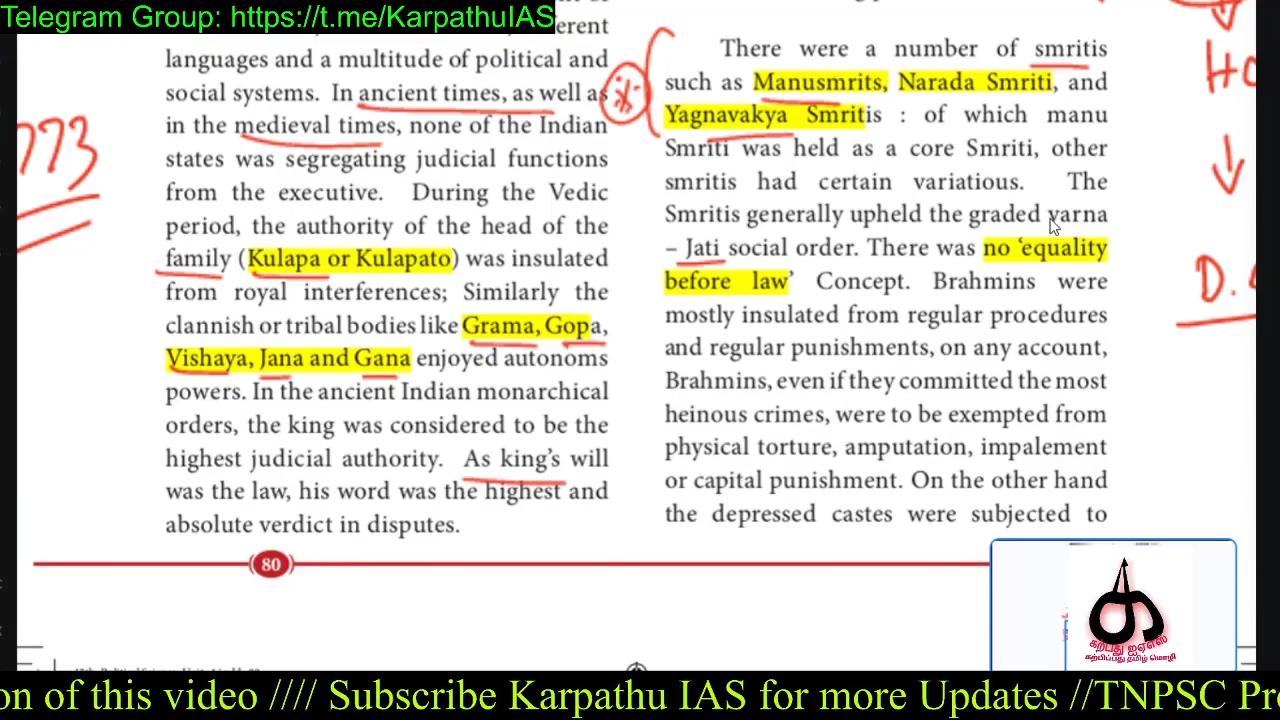 Telegram Group: https://t.me/KarpathuIAS
erent
languages and a multitude of political and
social systems. In ancient times, as well as
in the medieval times, none of the Indian
states was segregating judicial functions
from the executive. During the Vedic
period, the authority of the head of the
family (Kulapa or Kulapato) was insulated
from royal interferences; Similarly the
clannish or tribal bodies like Grama, Gopa,
Vishaya, Jana and Gana enjoyed autonoms
powers. In the ancient Indian monarchical
orders, the king was considered to be the
highest judicial authority. As king's will
was the law, his word was the highest and
absolute verdict in disputes.
773
There were a number of smritis
such as Manusmrits, Narada Smriti, and
Yagnavakya Smritis : of which manu
Smriti was held as a core Smriti, other
smritis had certain variatious. The
Smritis generally upheld the graded varna
– Jati social order. There was no 'equality
before law' Concept. Brahmins were
mostly insulated from regular procedures
and regular punishments, on any account,
Brahmins, even if they committed the most
heinous crimes, were to be exempted from
physical torture, amputation, impalement
or capital punishment. On the other hand
the depressed castes were subjected to
80
கற்பது ஐஏஎஸ்
கற்பிப்பது தமிழ் மொழி
on of this video //// Subscribe Karpathu IAS for more Updates //TNPSC Pre